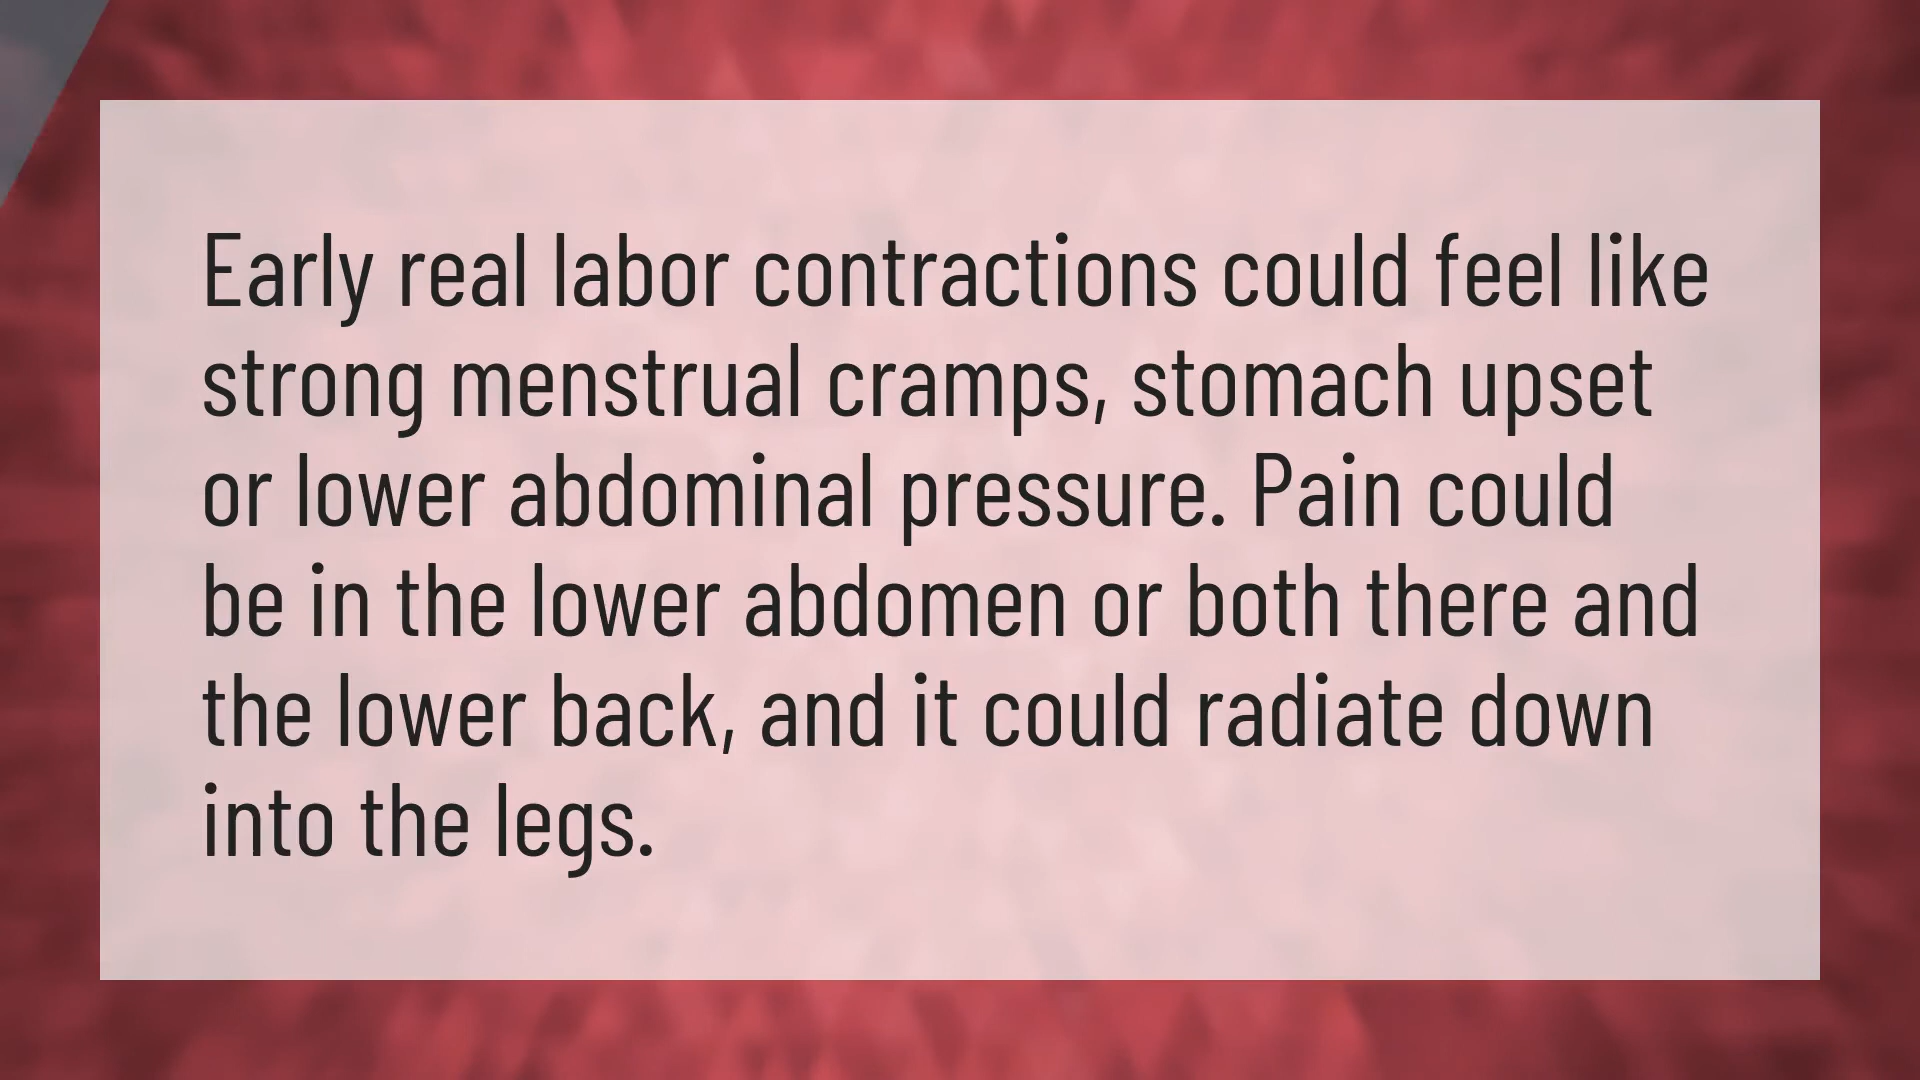 Early real labor contractions could feel like
strong menstrual cramps, stomach upset
or lower abdominal pressure. Pain could
be in the lower abdomen or both there and
the lower back, and it could radiate down
into the legs.